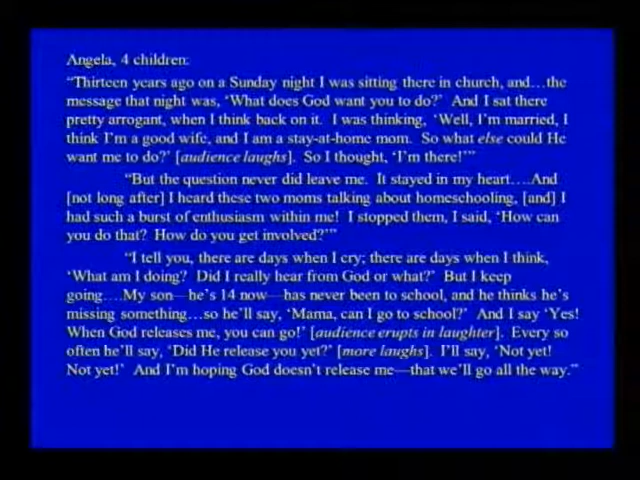 Angela, 4 children:
“Thirteen years ago on a Sunday night I was sitting there in church, and…the
message that night was, ‘What does God want you to do?’ And I sat there
pretty arrogant, when I think back on it. I was thinking, ‘Well, I’m married, I
think I’m a good wife, and I am a stay-at-home mom. So what else could He
want me to do?’ [audience laughs]. So I thought, ‘I’m there!’”
“But the question never did leave me. It stayed in my heart….And
[not long after] I heard these two moms talking about homeschooling, [and] I
had such a burst of enthusiasm within me! I stopped them, I said, ‘How can
you do that? How do you get involved?’”
“I tell you, there are days when I cry; there are days when I think,
‘What am I doing? Did I really hear from God or what?’ But I keep
going….My son—he’s 14 now—has never been to school, and he thinks he’s
missing something…so he’ll say, ‘Mama, can I go to school?’ And I say ‘Yes!
When God releases me, you can go!’ [audience erupts in laughter]. Every so
often he’ll say, ‘Did He release you yet?’ [more laughs]. I’ll say, ‘Not yet!
Not yet!’ And I’m hoping God doesn’t release me—that we’ll go all the way.”